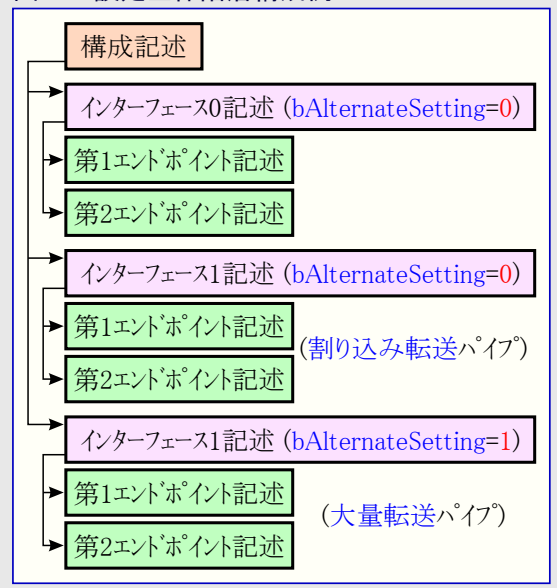 構成記述
インターフェース0記述 (bAlternateSetting=0)
第1エンドポイント記述
第2エンドポイント記述
インターフェース1記述 (bAlternateSetting=0)
第1エンドポイント記述
(割り込み転送パイプ)
第2エンドポイント記述
インターフェース1記述 (bAlternateSetting=1)
第1エンドポイント記述
(大量転送パイプ)
第2エンドポイント記述